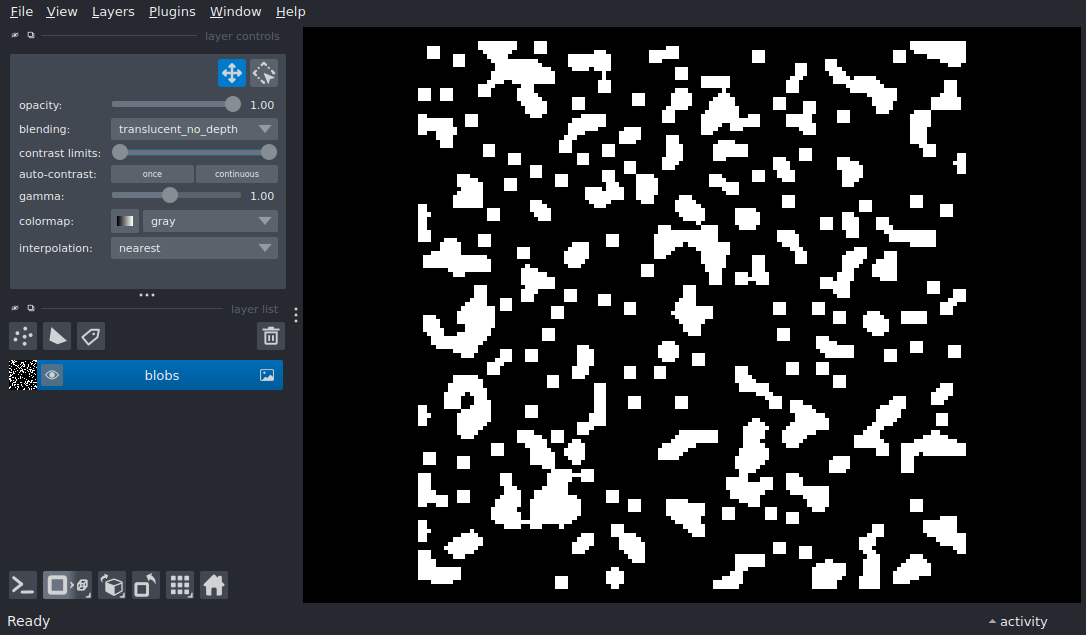 File View Layers Plugins Window Help
layer controls
opacity: 1.00
blending: translucent_no_depth
contrast limits:
auto-contrast: once continuous
gamma: 1.00
colormap: gray
interpolation: nearest
layer list
blobs
Ready activity